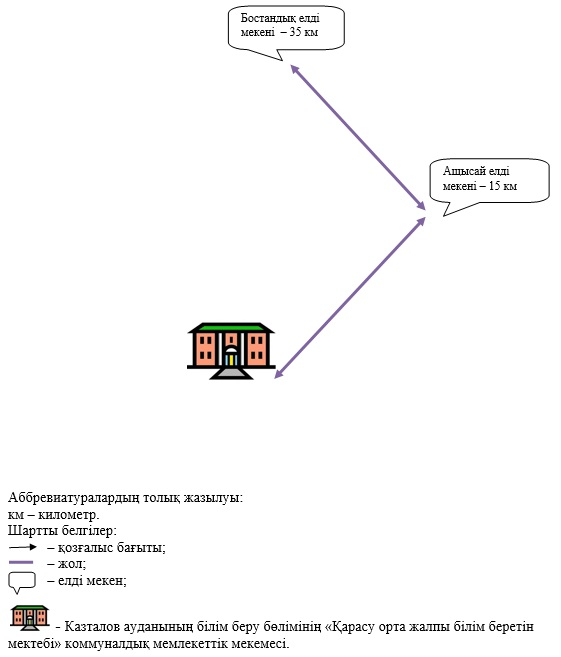 Бостандық елді
мекені – 35 км
Ащысай елді
мекені – 15 км
Аббревиатуралардың толық жазылуы:
км – километр.
Шартты белгілер:
– қозғалыс бағыты;
– жол;
– елді мекен;
- Казталов ауданының білім беру бөлімінің «Қарасу орта жалпы білім беретін
мектебі» коммуналдық мемлекеттік мекемесі.